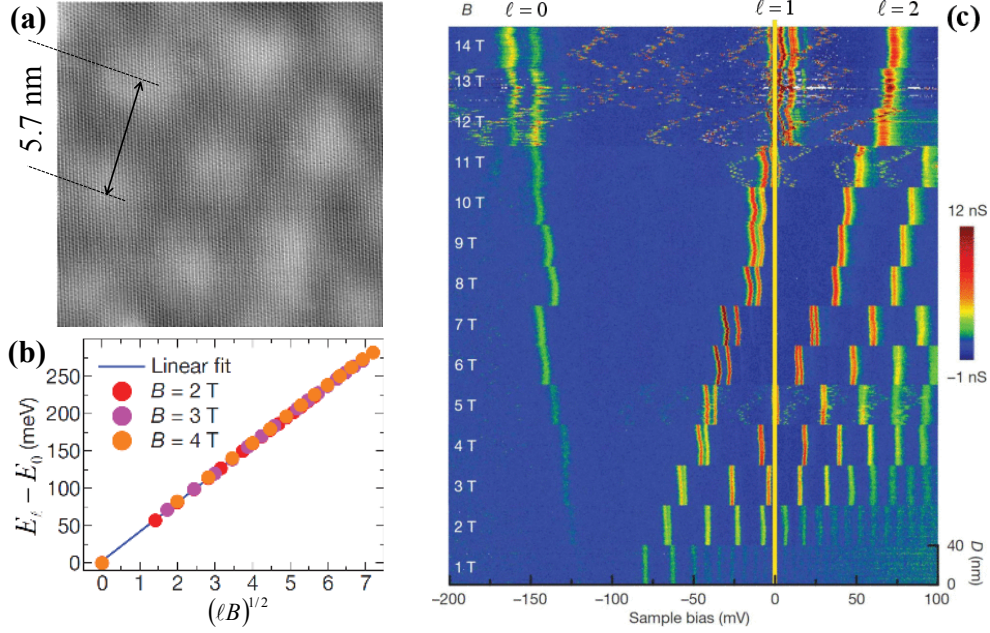 (a)
5.7 nm
(b)
E_ℓ − E_0 (meV)
250
200
150
100
50
0
Linear fit
B = 2 T
B = 3 T
B = 4 T
0 1 2 3 4 5 6 7
(ℓB)^{1/2}
B ℓ = 0 ℓ = 1 ℓ = 2 (c)
14 T
13 T
12 T
11 T
10 T
9 T
8 T
7 T
6 T
5 T
4 T
3 T
2 T
1 T
12 nS
−1 nS
40
0
D (nm)
−200 −150 −100 −50 0 50 100
Sample bias (mV)